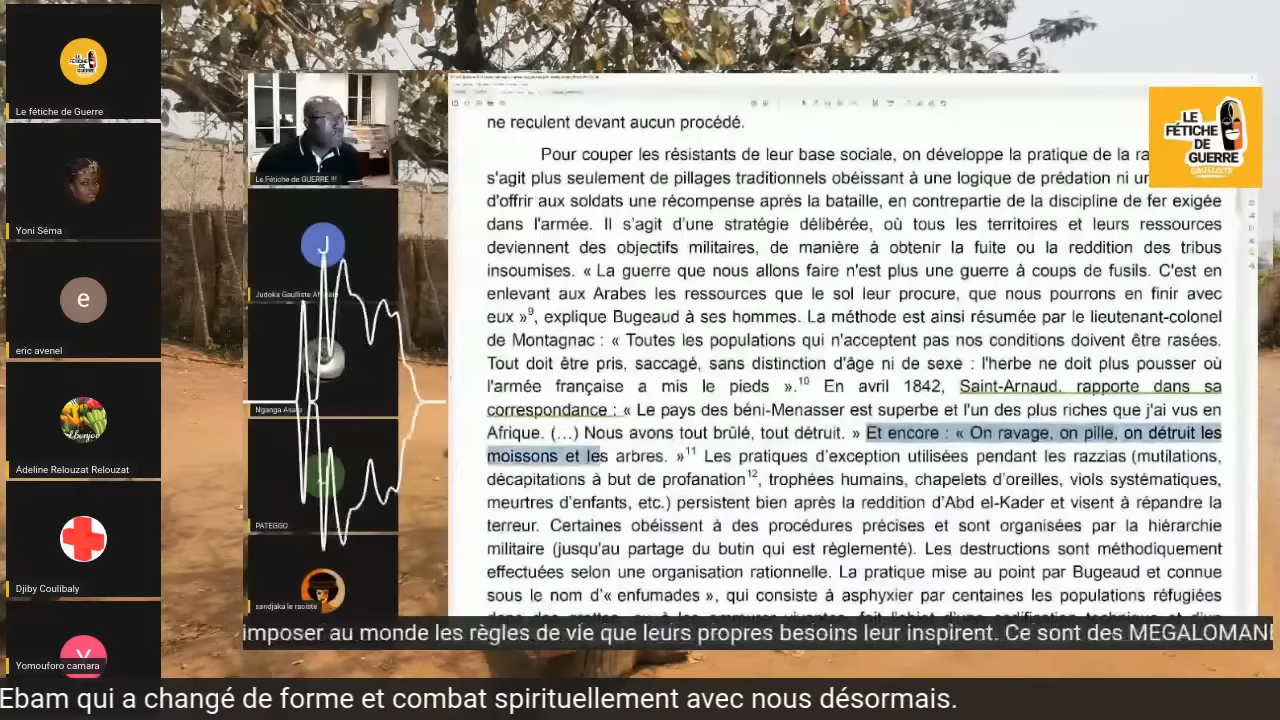 Le fétiche de Guerre
Yoni Séma
eric avenel
Adeline Relouzat Relouzat
Djiby Coulibaly
Yomouforo camara
Le Fétiche de GUERRE !!!
J
Judoka Gaulliste
Nganga
PATEGGO
sandjaka le raciste
e
LE
FÉTICHE
DE
GUERRE
GAULLISTE
ne reculent devant aucun procédé.
Pour couper les résistants de leur base sociale, on développe la pratique de la
s'agit plus seulement de pillages traditionnels obéissant à une logique de prédation ni
d'offrir aux soldats une récompense après la bataille, en contrepartie de la discipline de fer exigée
dans l'armée. Il s'agit d'une stratégie délibérée, où tous les territoires et leurs ressources
deviennent des objectifs militaires, de manière à obtenir la fuite ou la reddition des tribus
insoumises. « La guerre que nous allons faire n'est plus une guerre à coups de fusils. C'est en
enlevant aux Arabes les ressources que le sol leur procure, que nous pourrons en finir avec
eux »9, explique Bugeaud à ses hommes. La méthode est ainsi résumée par le lieutenant-colonel
de Montagnac : « Toutes les populations qui n'acceptent pas nos conditions doivent être rasées.
Tout doit être pris, saccagé, sans distinction d'âge ni de sexe : l'herbe ne doit plus pousser où
l'armée française a mis le pieds ».10 En avril 1842, Saint-Arnaud, rapporte dans sa
correspondance : « Le pays des béni-Menasser est superbe et l'un des plus riches que j'ai vus en
Afrique. (…) Nous avons tout brûlé, tout détruit. » Et encore : « On ravage, on pille, on détruit les
moissons et les arbres. »11 Les pratiques d'exception utilisées pendant les razzias (mutilations,
décapitations à but de profanation12, trophées humains, chapelets d'oreilles, viols systématiques,
meurtres d'enfants, etc.) persistent bien après la reddition d'Abd el-Kader et visent à répandre la
terreur. Certaines obéissent à des procédures précises et sont organisées par la hiérarchie
militaire (jusqu'au partage du butin qui est règlementé). Les destructions sont méthodiquement
effectuées selon une organisation rationnelle. La pratique mise au point par Bugeaud et connue
sous le nom d'« enfumades », qui consiste à asphyxier par centaines les populations réfugiées
imposer au monde les règles de vie que leurs propres besoins leur inspirent. Ce sont des MEGALOMAN
Ebam qui a changé de forme et combat spirituellement avec nous désormais.